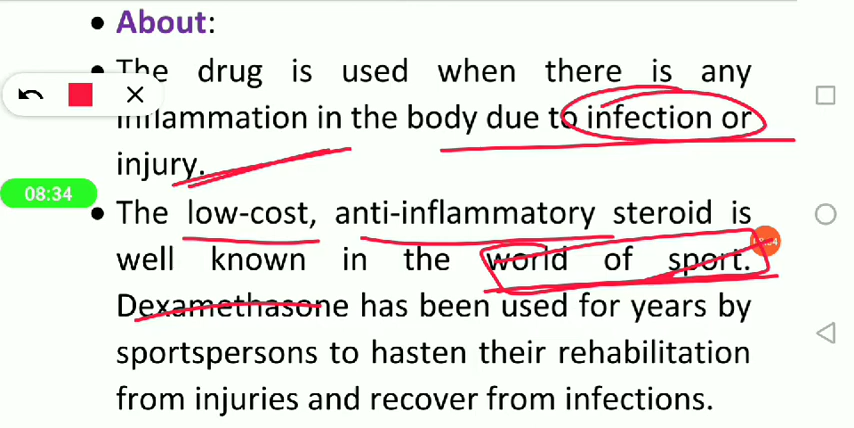 • About:
• The drug is used when there is any
inflammation in the body due to infection or
injury.
08:34
• The low-cost, anti-inflammatory steroid is
well known in the world of sport.
Dexamethasone has been used for years by
sportspersons to hasten their rehabilitation
from injuries and recover from infections.